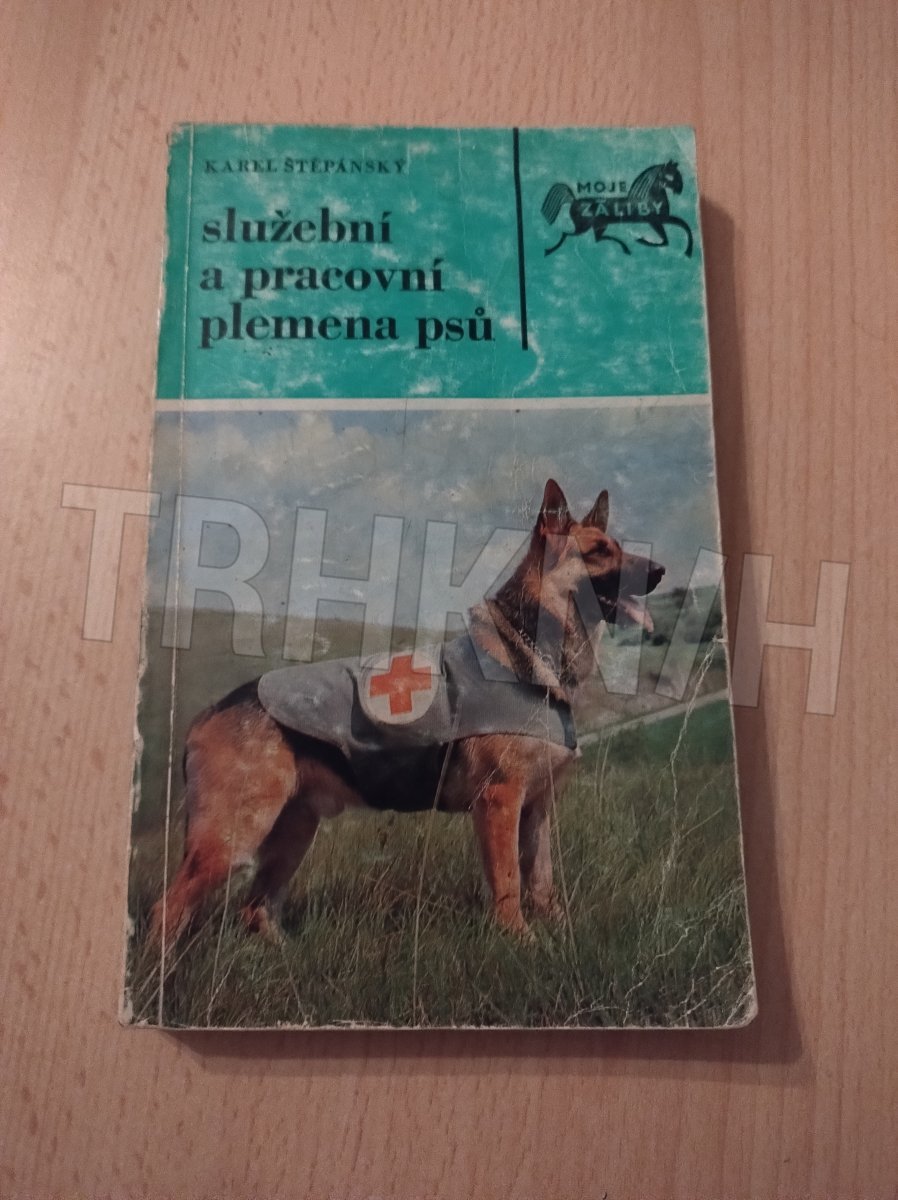 KAREL ŠTĚPÁNSKÝ
služební
a pracovní
plemena psů
MOJE
ZÁLIBY
TRHKNIH